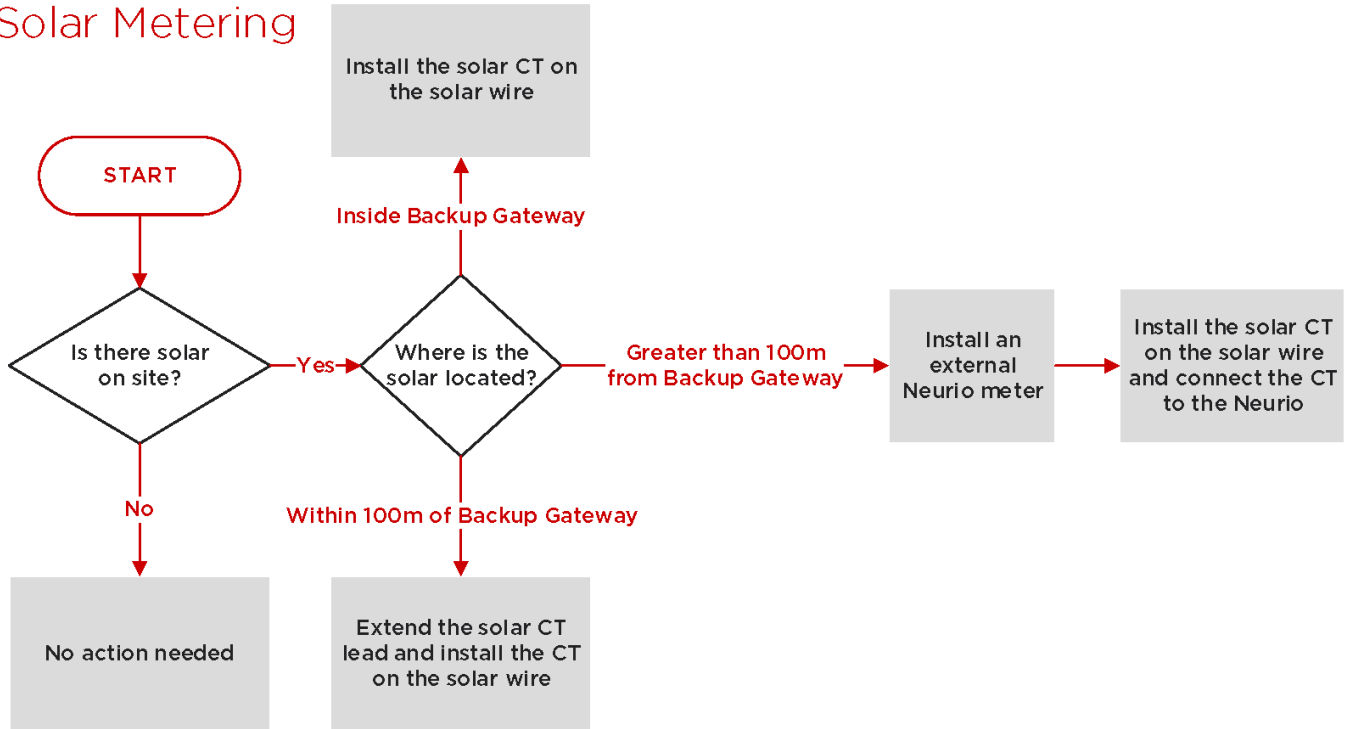 Solar Metering
START
Is there solar
on site?
Yes
No
No action needed
Where is the
solar located?
Inside Backup Gateway
Install the solar CT on
the solar wire
Within 100m of Backup Gateway
Extend the solar CT
lead and install the CT
on the solar wire
Greater than 100m
from Backup Gateway
Install an
external
Neurio meter
Install the solar CT
on the solar wire
and connect the CT
to the Neurio